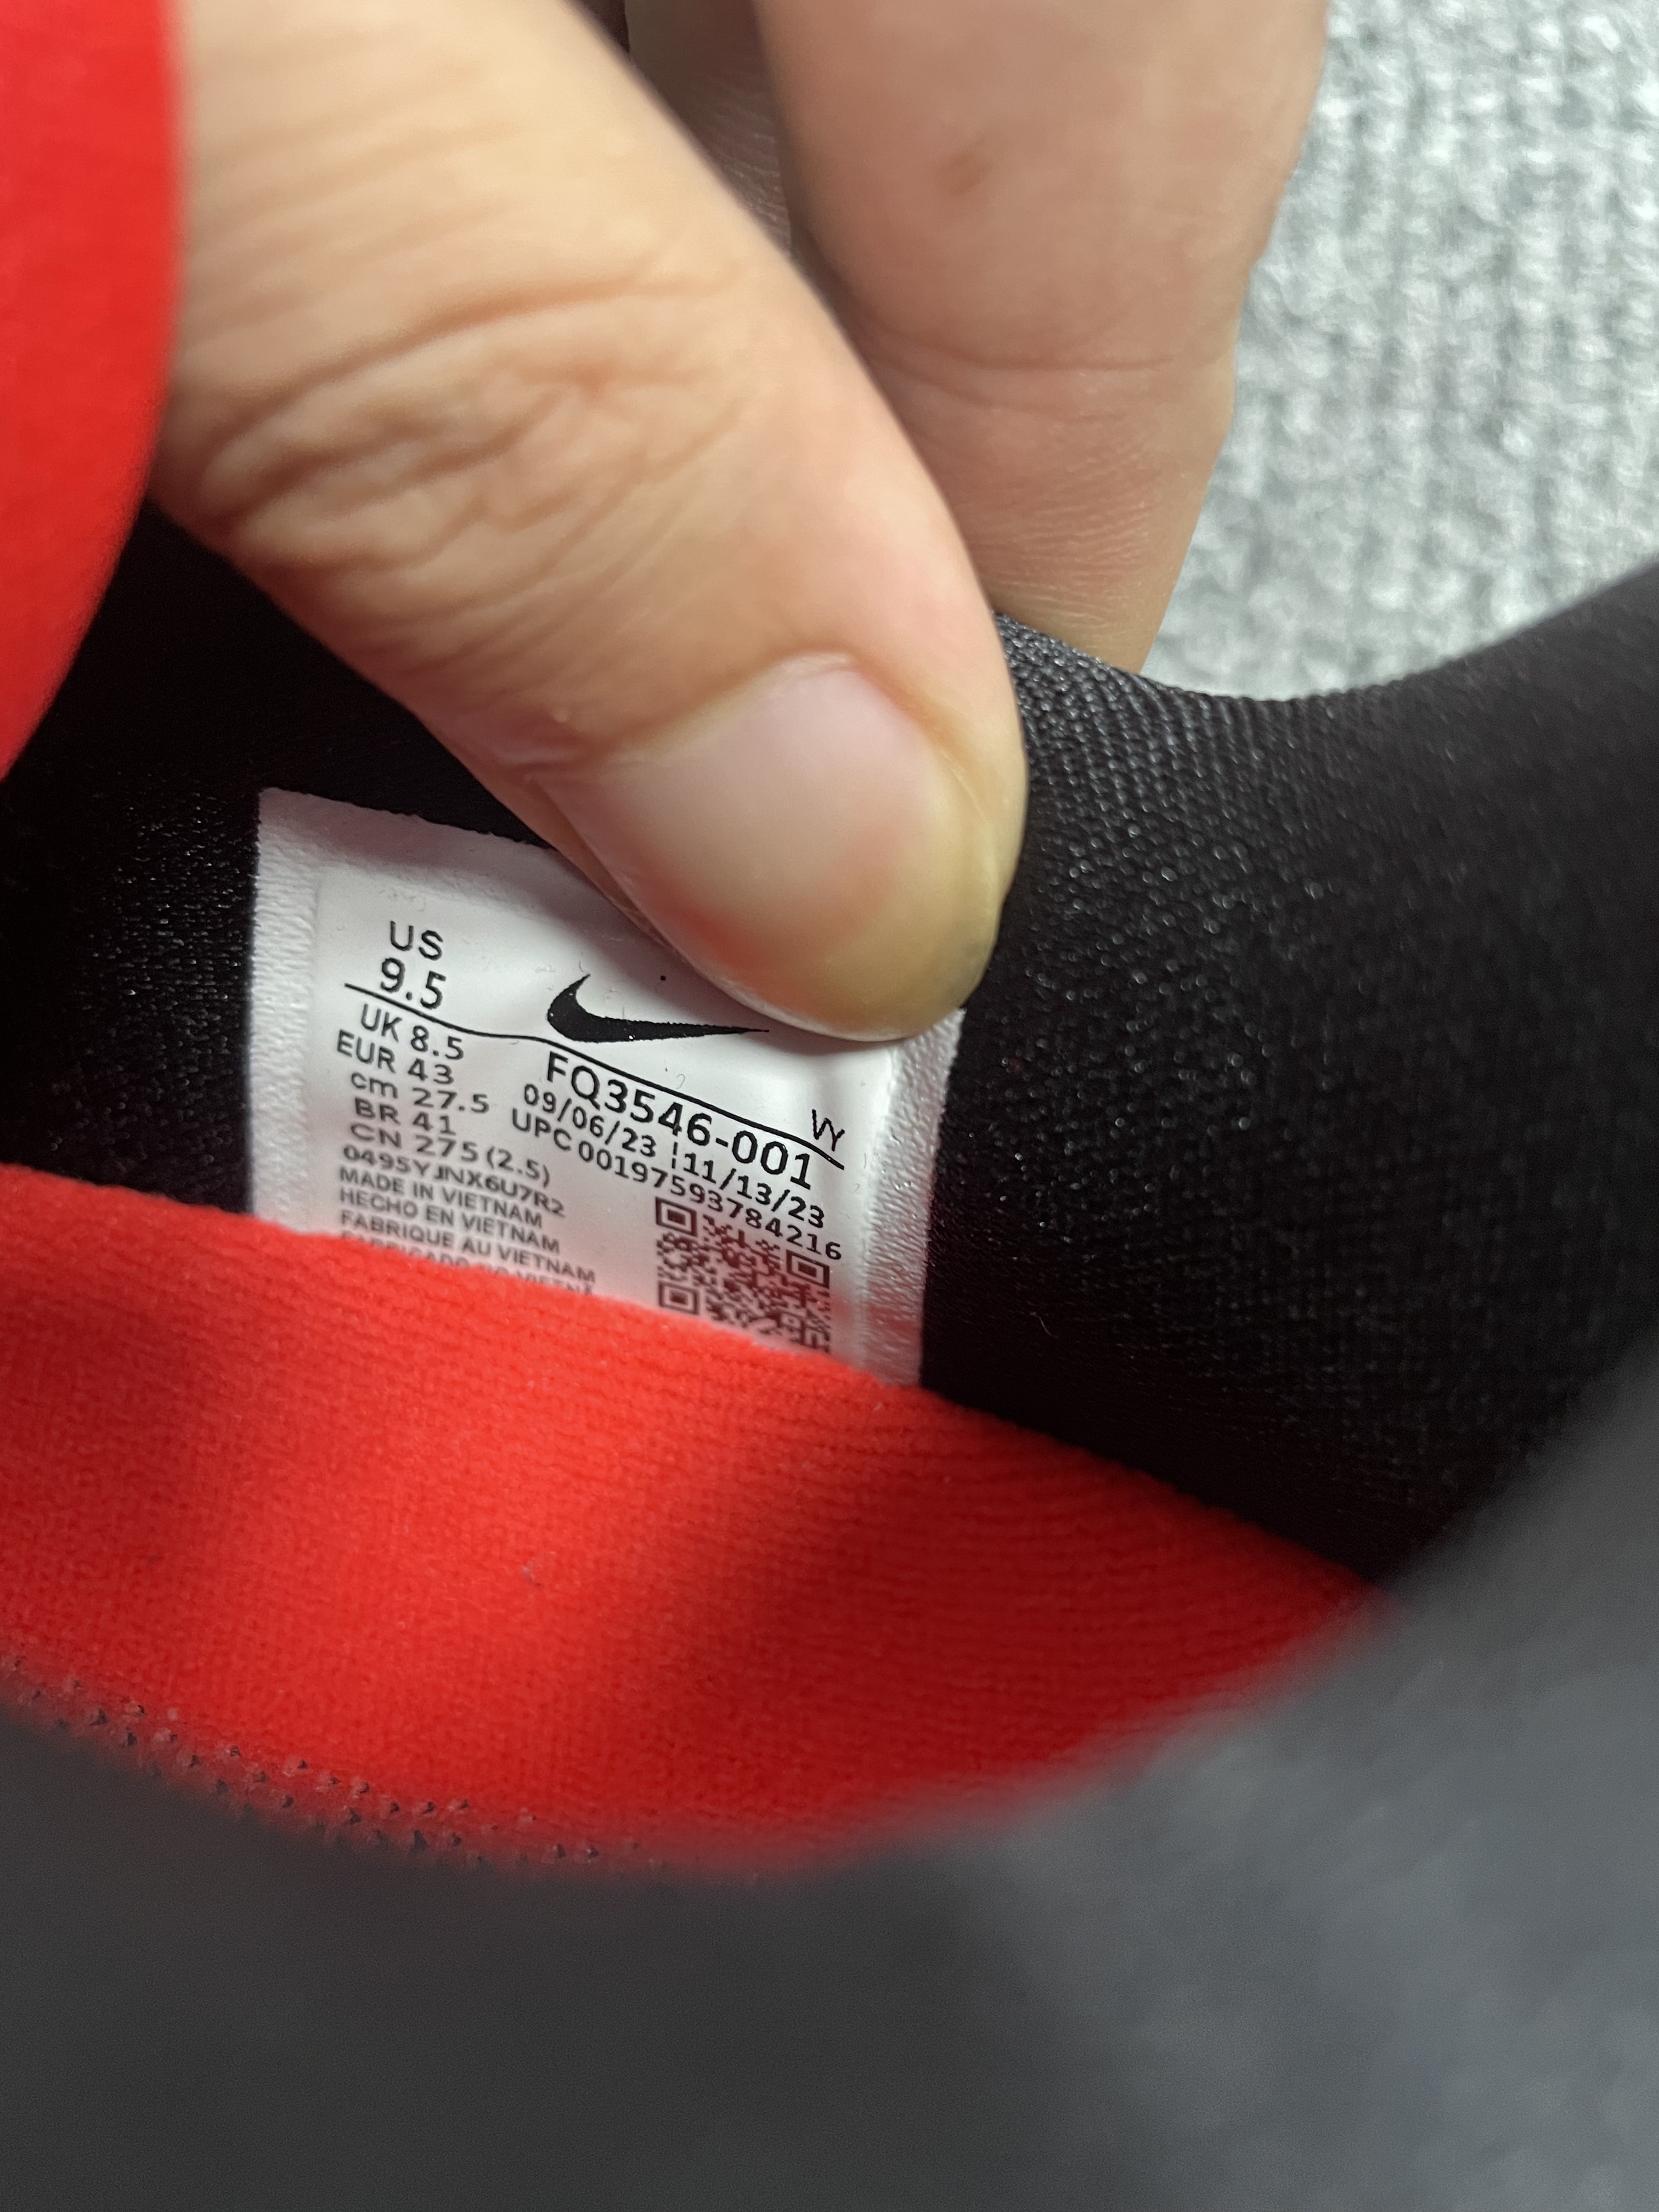 US
9.5
UK 8.5
EUR 43
cm 27.5
BR 41
CN 275 (2.5)
0495YJNX6U7R2
MADE IN VIETNAM
HECHO EN VIETNAM
FABRIQUE AU VIETNAM
VY
FQ3546-001
09/06/23 ¦11/13/23
UPC 00197593784216